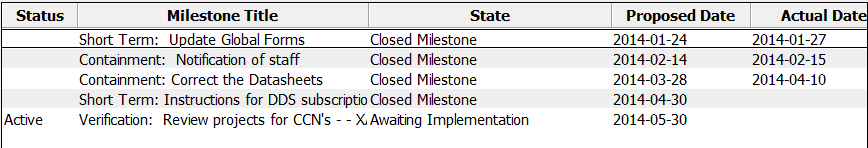 Status Milestone Title State Proposed Date Actual Date
Short Term: Update Global Forms Closed Milestone 2014-01-24 2014-01-27
Containment: Notification of staff Closed Milestone 2014-02-14 2014-02-15
Containment: Correct the Datasheets Closed Milestone 2014-03-28 2014-04-10
Short Term: Instructions for DDS subscriptio Closed Milestone 2014-04-30
Active Verification: Review projects for CCN's - - X Awaiting Implementation 2014-05-30